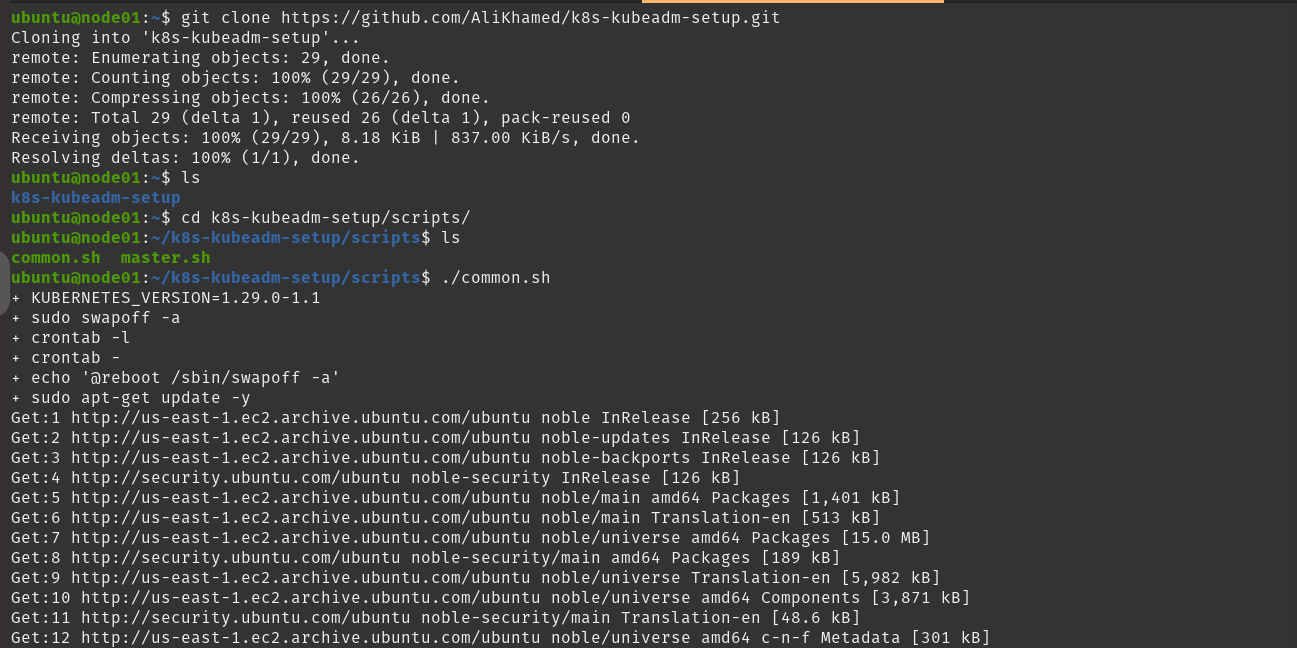 ubuntu@node01:~$ git clone https://github.com/AliKhamed/k8s-kubeadm-setup.git
Cloning into 'k8s-kubeadm-setup'...
remote: Enumerating objects: 29, done.
remote: Counting objects: 100% (29/29), done.
remote: Compressing objects: 100% (26/26), done.
remote: Total 29 (delta 1), reused 26 (delta 1), pack-reused 0
Receiving objects: 100% (29/29), 8.18 KiB | 837.00 KiB/s, done.
Resolving deltas: 100% (1/1), done.
ubuntu@node01:~$ ls
k8s-kubeadm-setup
ubuntu@node01:~$ cd k8s-kubeadm-setup/scripts/
ubuntu@node01:~/k8s-kubeadm-setup/scripts$ ls
common.sh  master.sh
ubuntu@node01:~/k8s-kubeadm-setup/scripts$ ./common.sh
+ KUBERNETES_VERSION=1.29.0-1.1
+ sudo swapoff -a
+ crontab -l
+ crontab -
+ echo '@reboot /sbin/swapoff -a'
+ sudo apt-get update -y
Get:1 http://us-east-1.ec2.archive.ubuntu.com/ubuntu noble InRelease [256 kB]
Get:2 http://us-east-1.ec2.archive.ubuntu.com/ubuntu noble-updates InRelease [126 kB]
Get:3 http://us-east-1.ec2.archive.ubuntu.com/ubuntu noble-backports InRelease [126 kB]
Get:4 http://security.ubuntu.com/ubuntu noble-security InRelease [126 kB]
Get:5 http://us-east-1.ec2.archive.ubuntu.com/ubuntu noble/main amd64 Packages [1,401 kB]
Get:6 http://us-east-1.ec2.archive.ubuntu.com/ubuntu noble/main Translation-en [513 kB]
Get:7 http://us-east-1.ec2.archive.ubuntu.com/ubuntu noble/universe amd64 Packages [15.0 MB]
Get:8 http://security.ubuntu.com/ubuntu noble-security/main amd64 Packages [189 kB]
Get:9 http://us-east-1.ec2.archive.ubuntu.com/ubuntu noble/universe Translation-en [5,982 kB]
Get:10 http://us-east-1.ec2.archive.ubuntu.com/ubuntu noble/universe amd64 Components [3,871 kB]
Get:11 http://security.ubuntu.com/ubuntu noble-security/main Translation-en [48.6 kB]
Get:12 http://us-east-1.ec2.archive.ubuntu.com/ubuntu noble/universe amd64 c-n-f Metadata [301 kB]